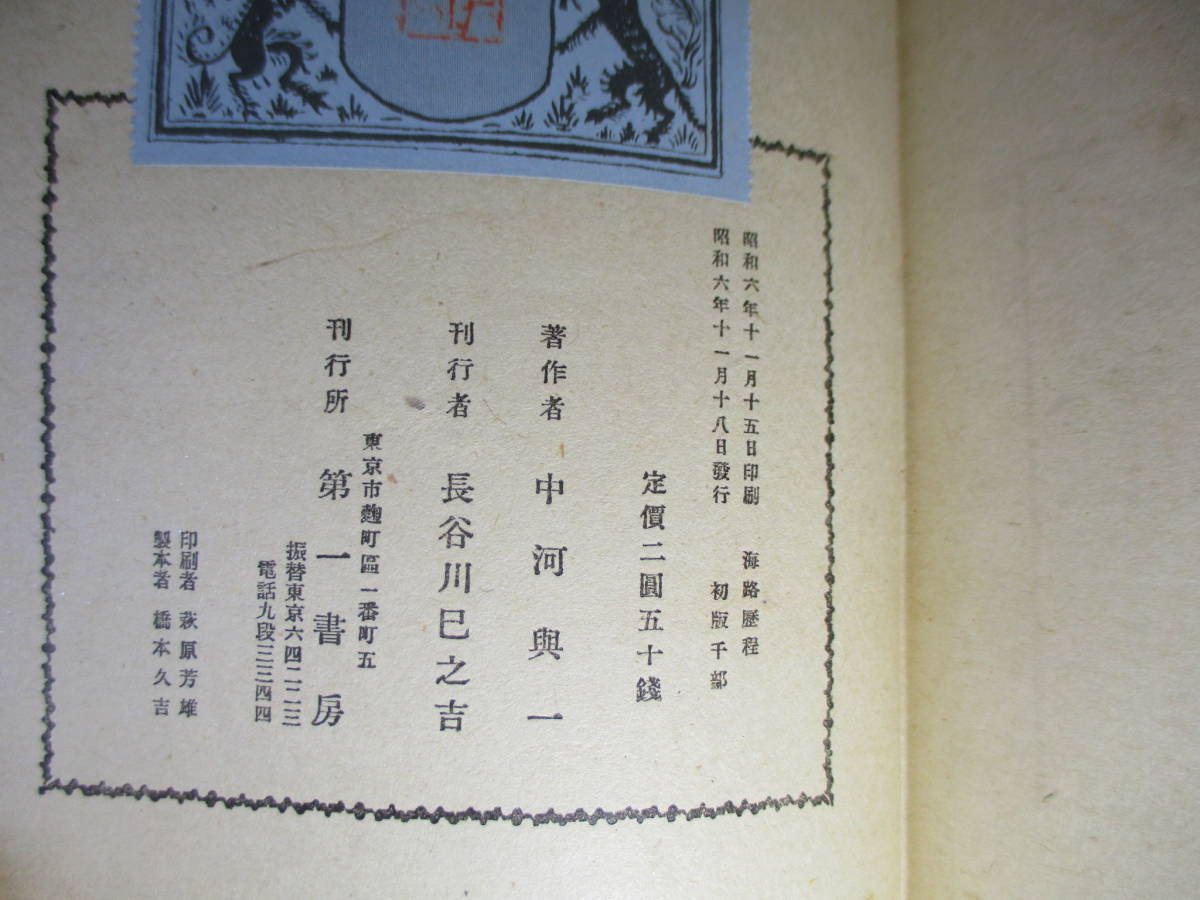 昭和六年十一月十五日印刷　海路歷程
昭和六年十一月十八日發行　初版千部
定價二圓五十錢
著作者　中河與一
刊行者　長谷川巳之吉
東京市麴町區一番町五
刊行所　第一書房
振替東京六四二二三
電話九段三三四四
印刷者　萩原芳雄
製本者　橋本久吉